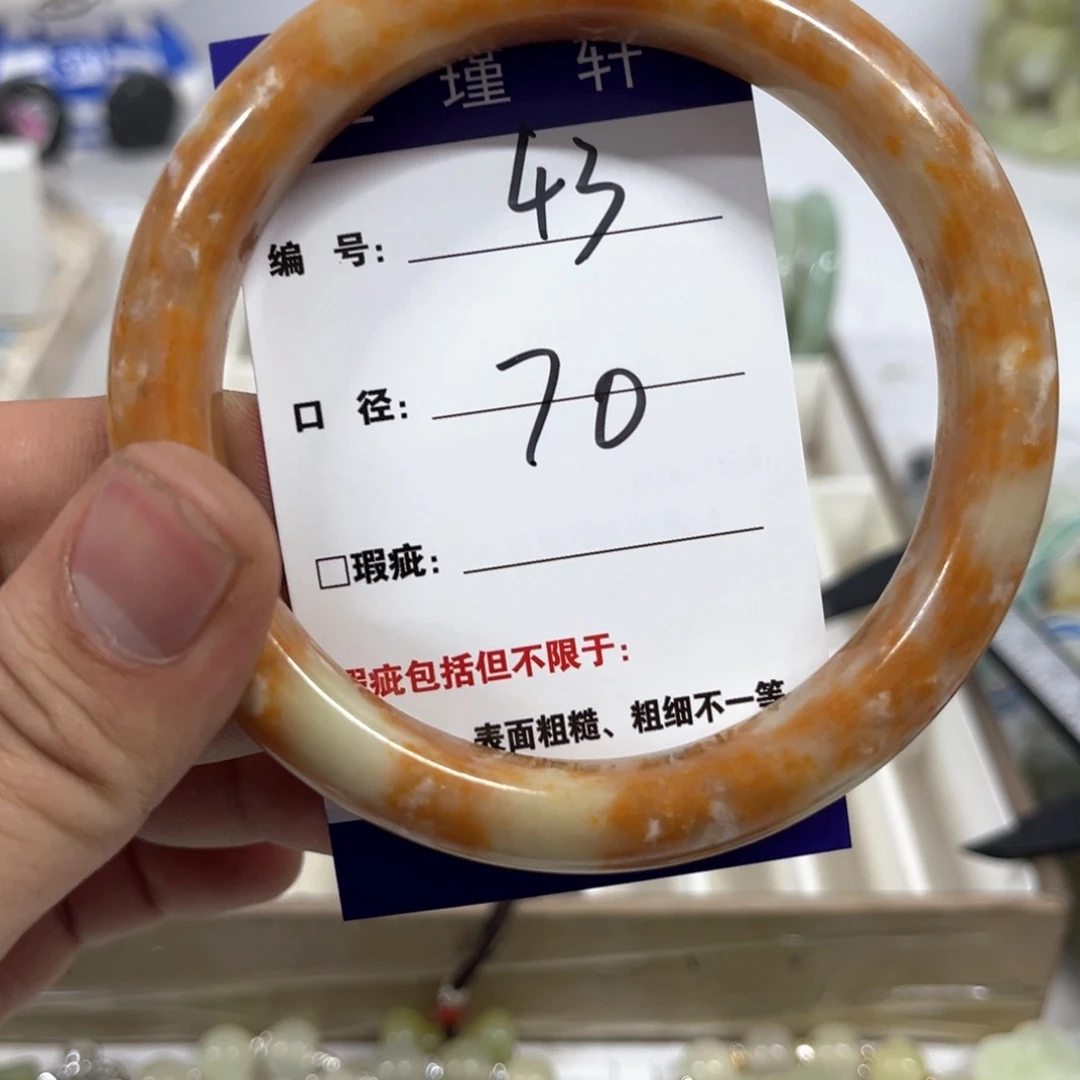 瑾 轩
编 号: 43
口 径: 70
□瑕疵:
瑕疵包括但不限于:
表面粗糙、粗细不一等